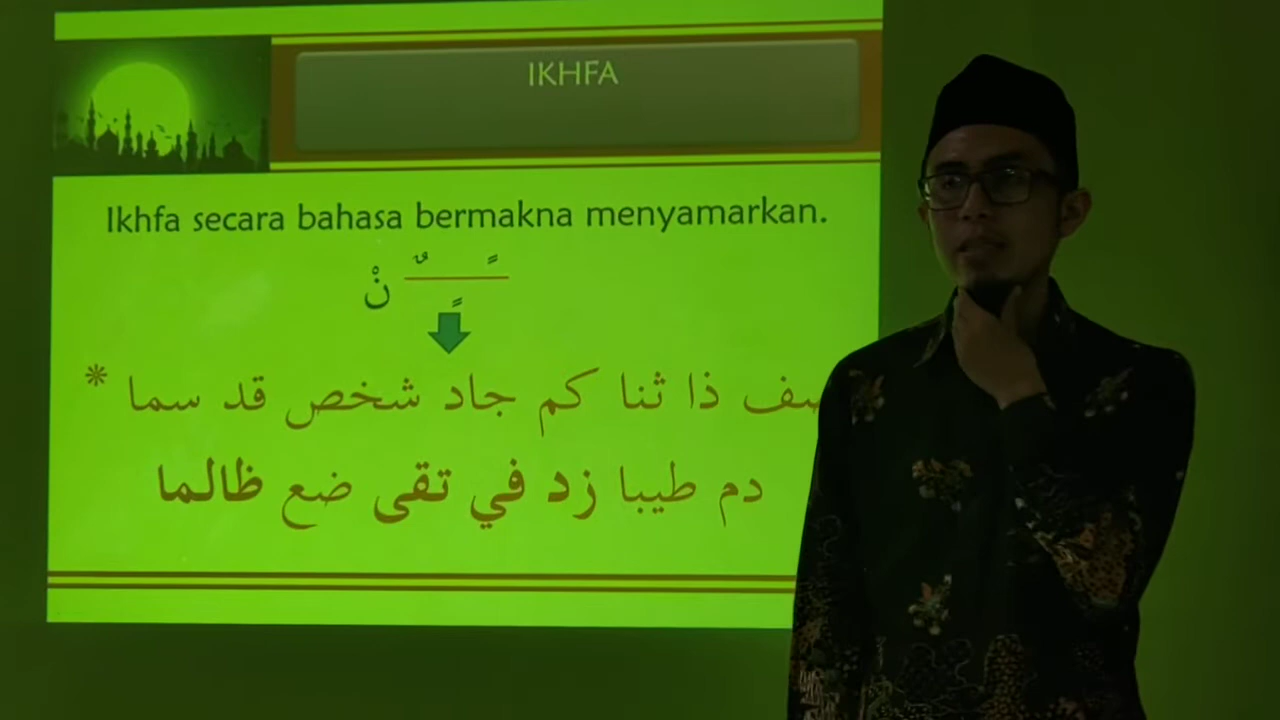 IKHFA
Ikhfa secara bahasa bermakna menyamarkan.
نْ ـًـٌـٍ
ذا ثنا كم جاد شخص قد سما *
دم طيبا زد في تقى ضع ظالما